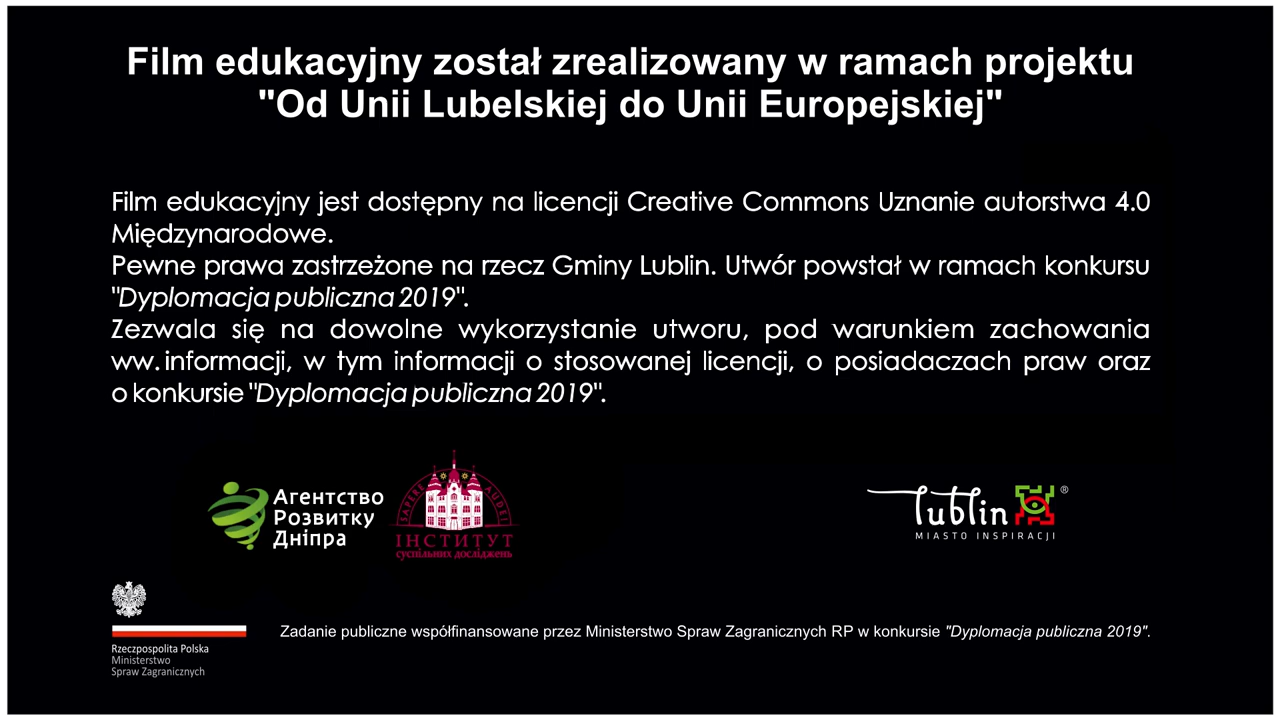 Film edukacyjny został zrealizowany w ramach projektu
"Od Unii Lubelskiej do Unii Europejskiej"
Film edukacyjny jest dostępny na licencji Creative Commons Uznanie autorstwa 4.0
Międzynarodowe.
Pewne prawa zastrzeżone na rzecz Gminy Lublin. Utwór powstał w ramach konkursu
"Dyplomacja publiczna 2019".
Zezwala się na dowolne wykorzystanie utworu, pod warunkiem zachowania
ww. informacji, w tym informacji o stosowanej licencji, o posiadaczach praw oraz
o konkursie "Dyplomacja publiczna 2019".
Агентство
Розвитку
Дніпра
SAPERE AUDE!
ІНСТИТУТ
суспільних досліджень
lublin ®
MIASTO INSPIRACJI
Rzeczpospolita Polska
Ministerstwo
Spraw Zagranicznych
Zadanie publiczne współfinansowane przez Ministerstwo Spraw Zagranicznych RP w konkursie "Dyplomacja publiczna 2019".